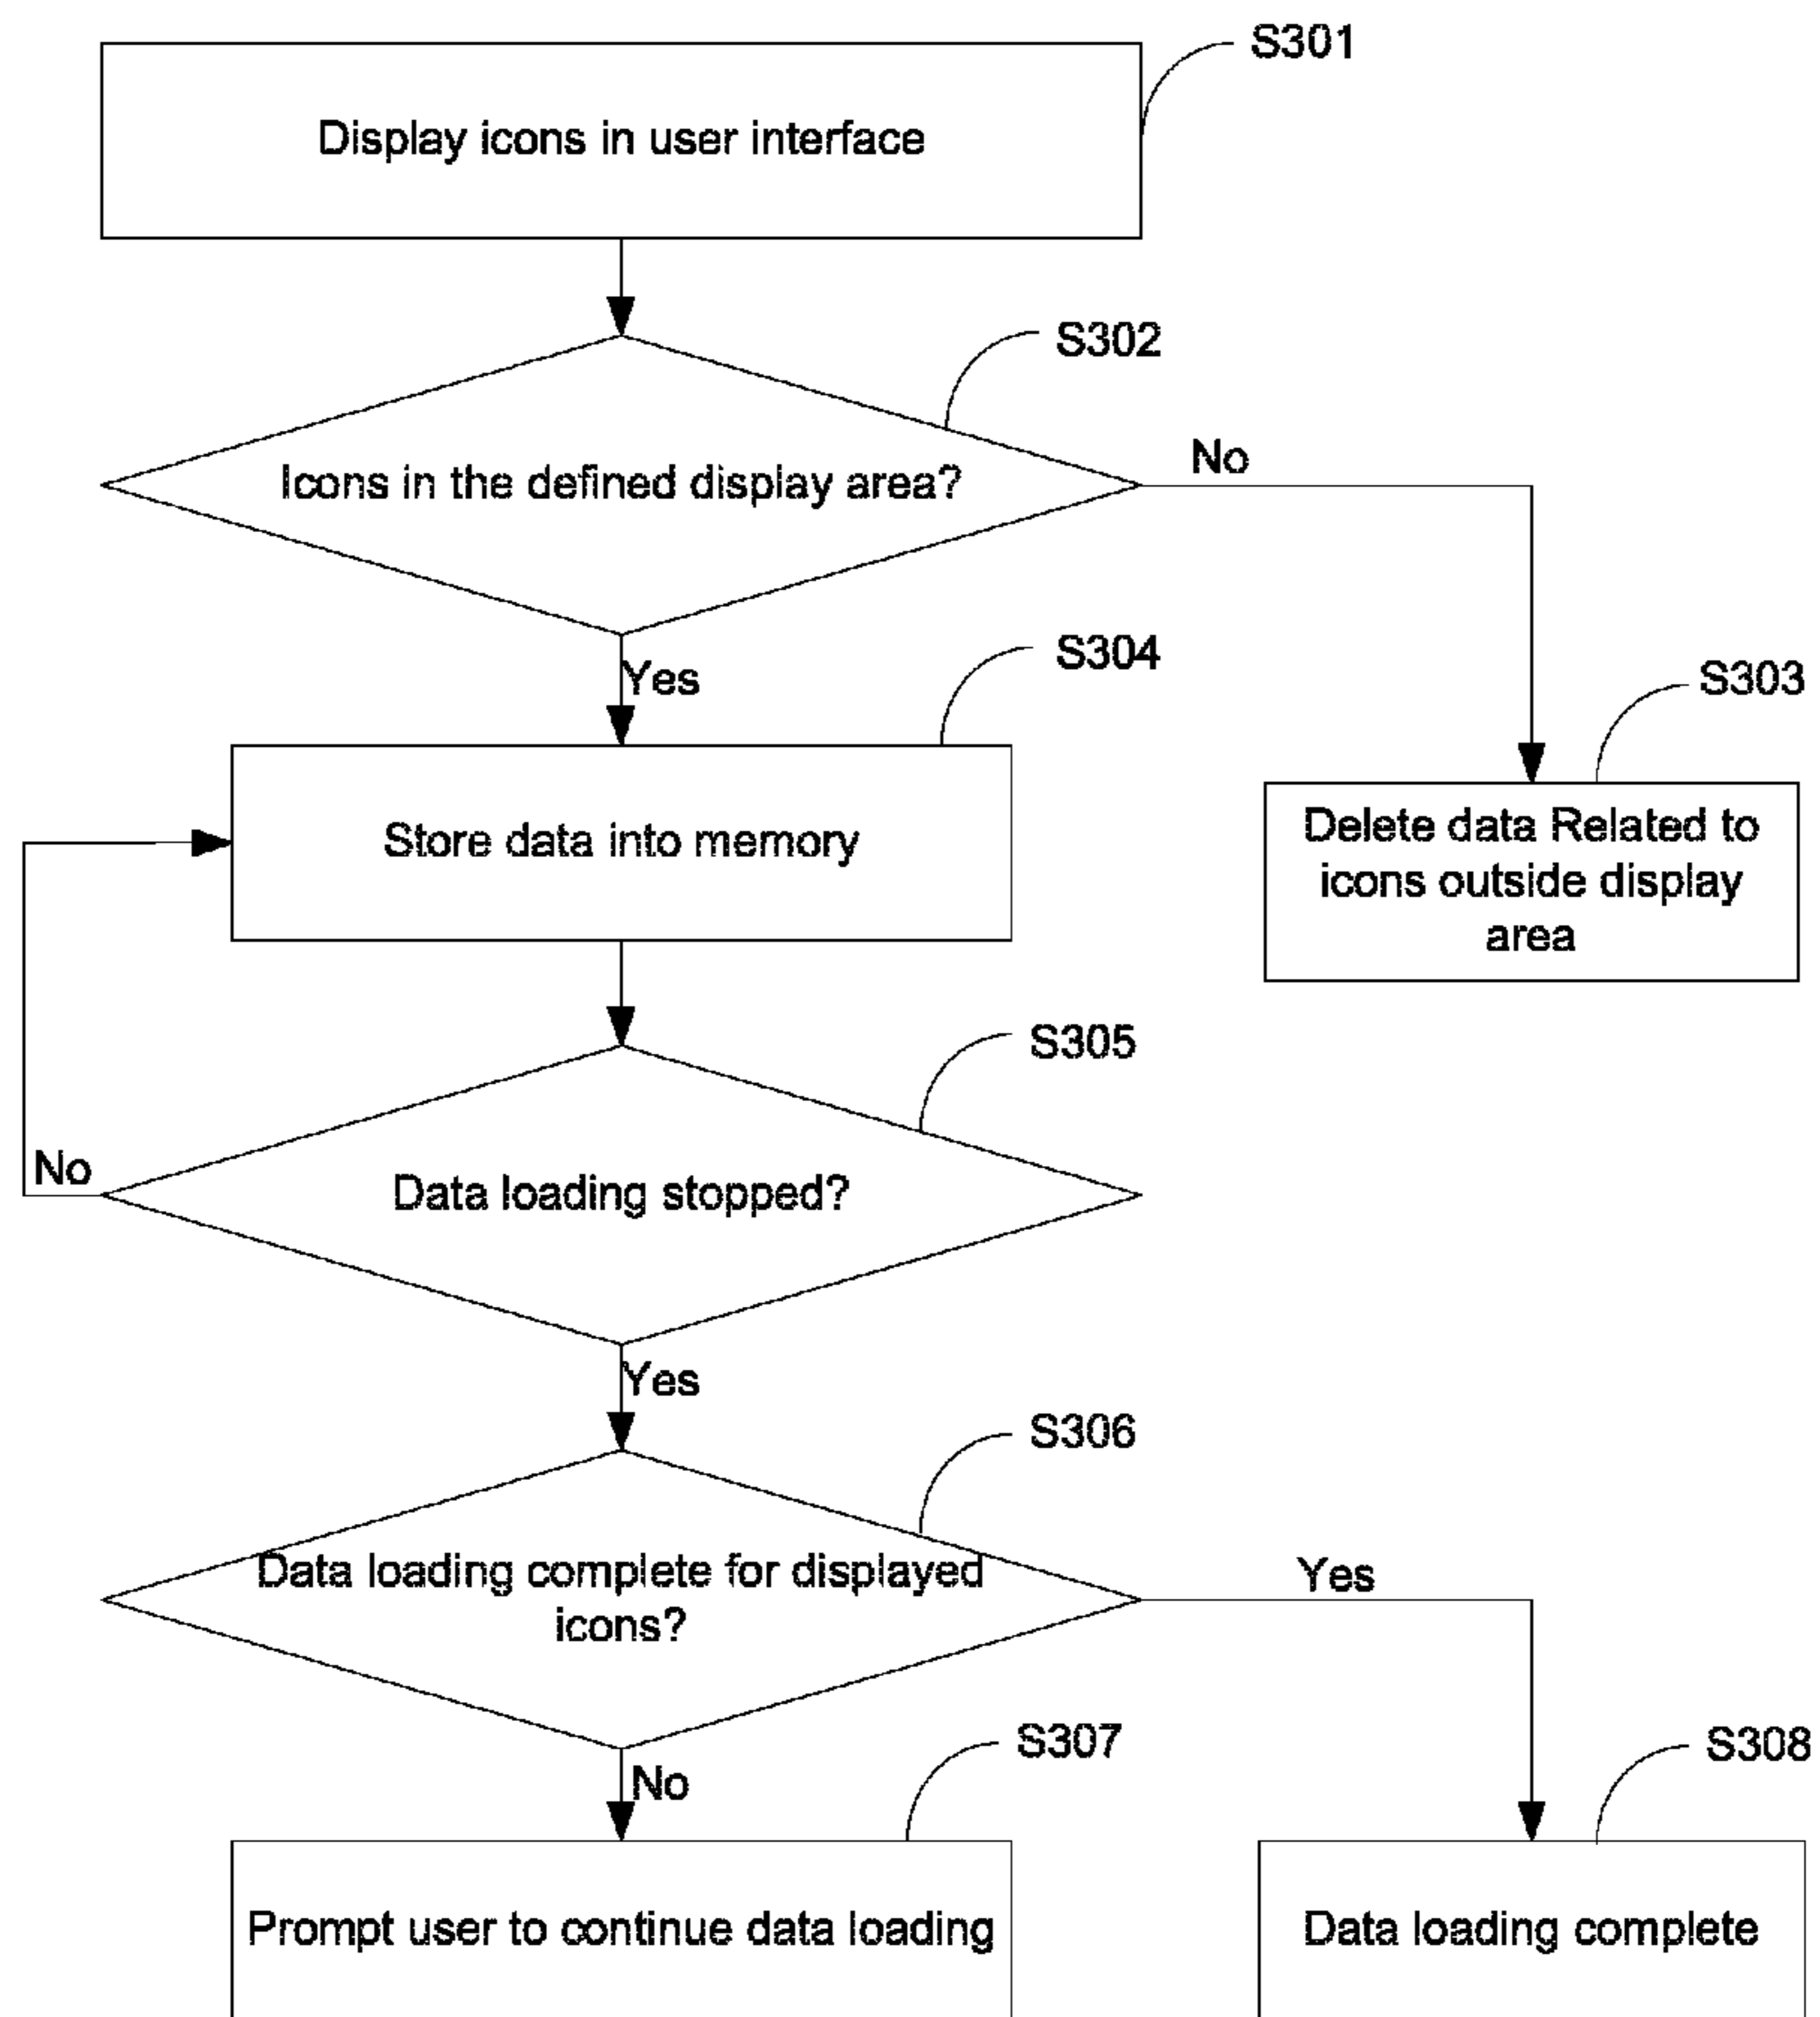 S301
Display icons in user interface
S302
Icons in the defined display area?
No
Yes
S304
S303
Store data into memory
Delete data Related to
icons outside display
area
S305
Data loading stopped?
No
Yes
S306
Data loading complete for displayed
icons?
Yes
No
S307
S308
Prompt user to continue data loading
Data loading complete